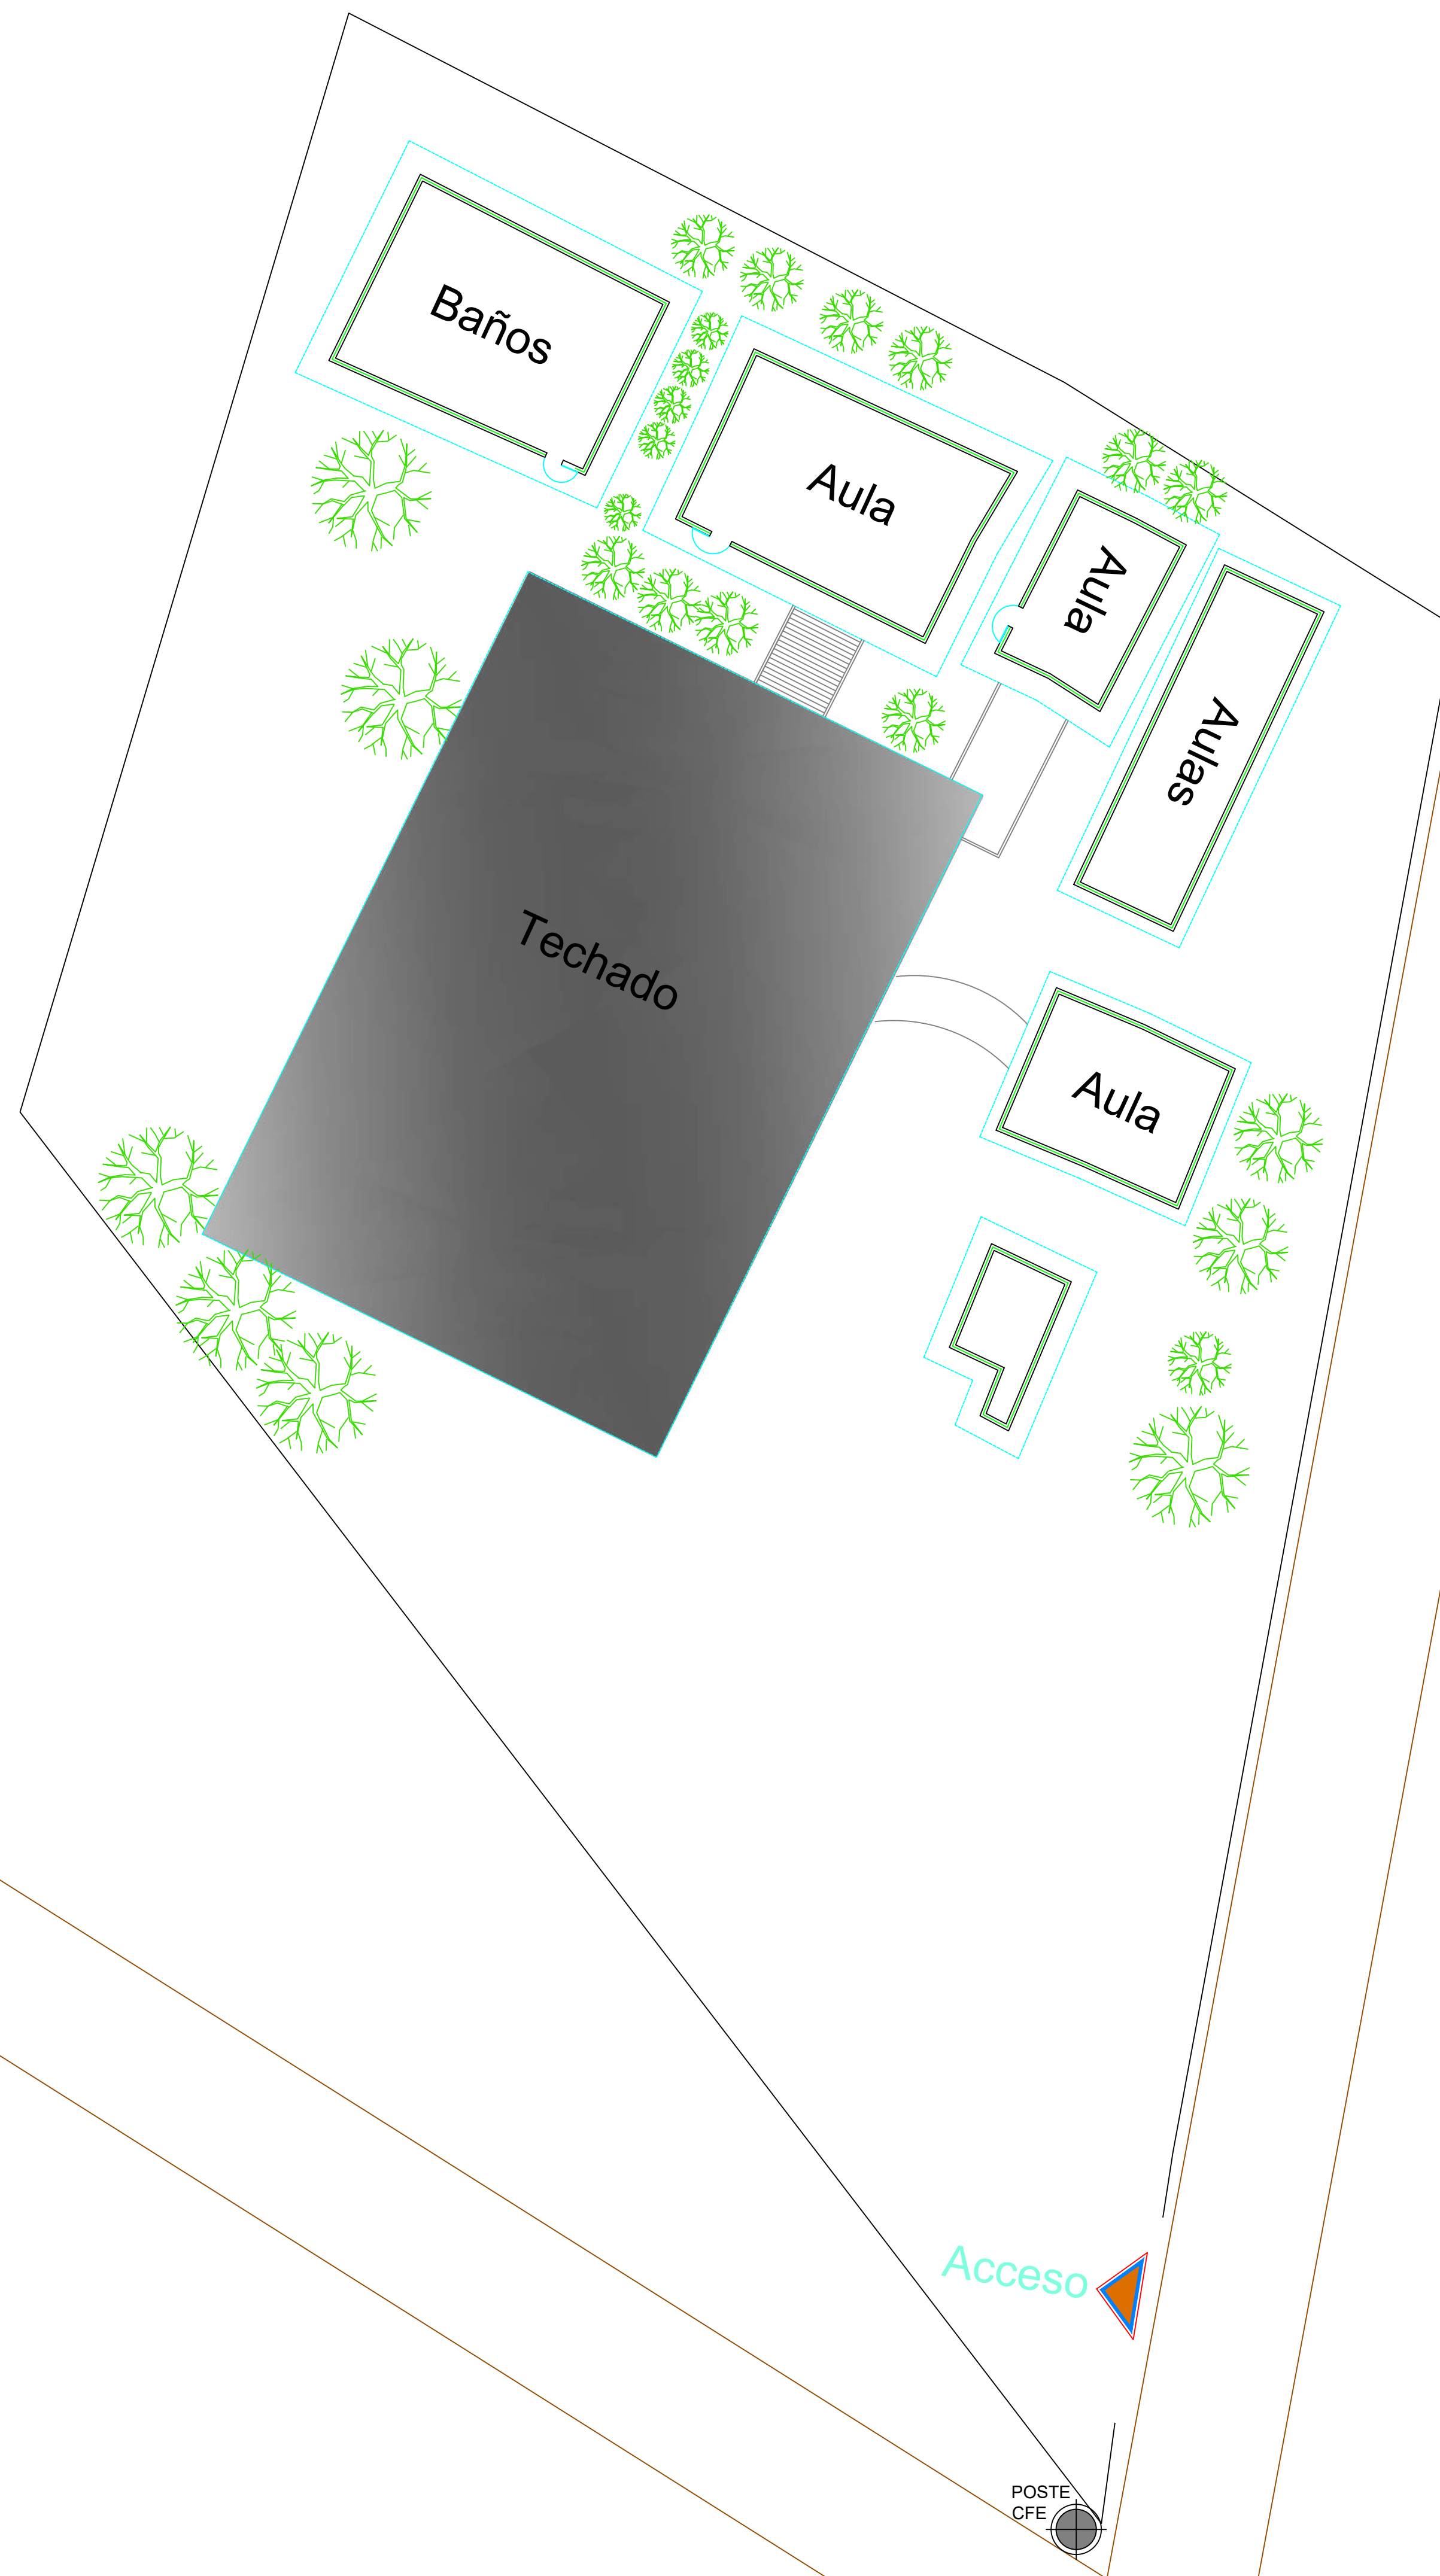 Baños
Aula
Aula
Aulas
Techado
Aula
Acceso
POSTE
CFE